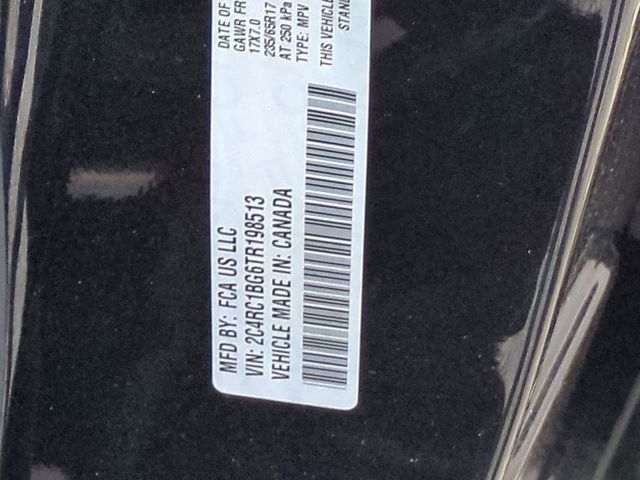 MFD BY: FCA US LLC
VIN: 2C4RC1BG6TR198513
VEHICLE MADE IN: CANADA
DATE OF
GAWR FR
17X7.0
235/65R17
AT 250 kPa
TYPE: MPV
THIS VEHICLE
STAN